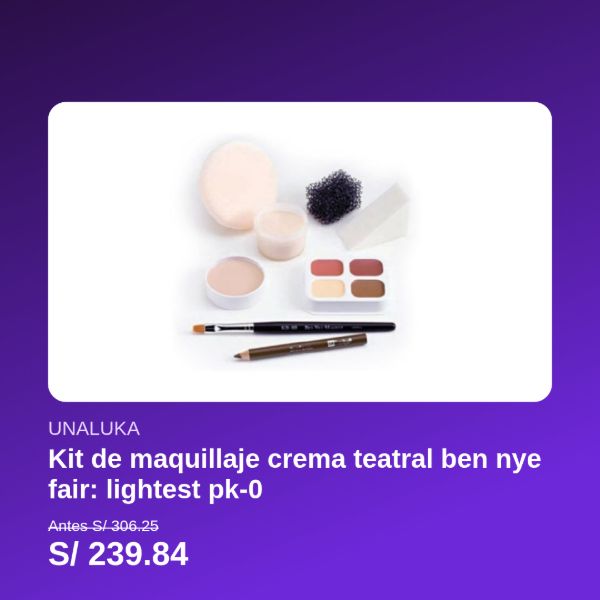 UNALUKA
Kit de maquillaje crema teatral ben nye
fair: lightest pk-0
Antes S/ 306.25
S/ 239.84